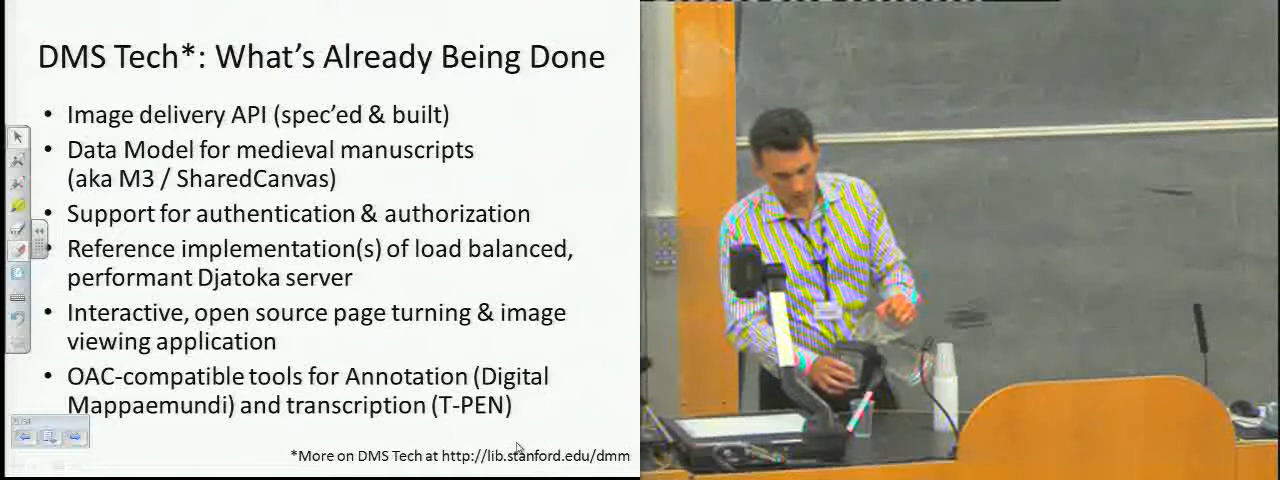 DMS Tech*: What's Already Being Done
• Image delivery API (spec'ed & built)
• Data Model for medieval manuscripts
(aka M3 / SharedCanvas)
• Support for authentication & authorization
• Reference implementation(s) of load balanced,
performant Djatoka server
• Interactive, open source page turning & image
viewing application
• OAC-compatible tools for Annotation (Digital
Mappaemundi) and transcription (T-PEN)
*More on DMS Tech at http://lib.stanford.edu/dmm